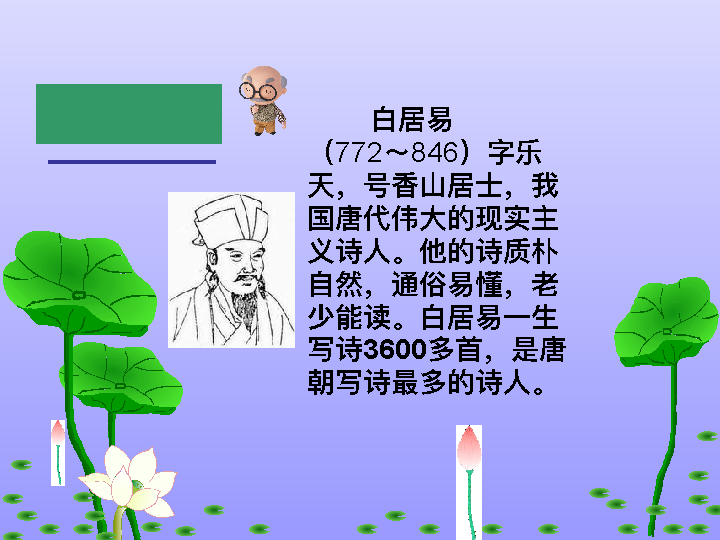 白居易
（772～846）字乐
天，号香山居士，我
国唐代伟大的现实主
义诗人。他的诗质朴
自然，通俗易懂，老
少能读。白居易一生
写诗3600多首，是唐
朝写诗最多的诗人。